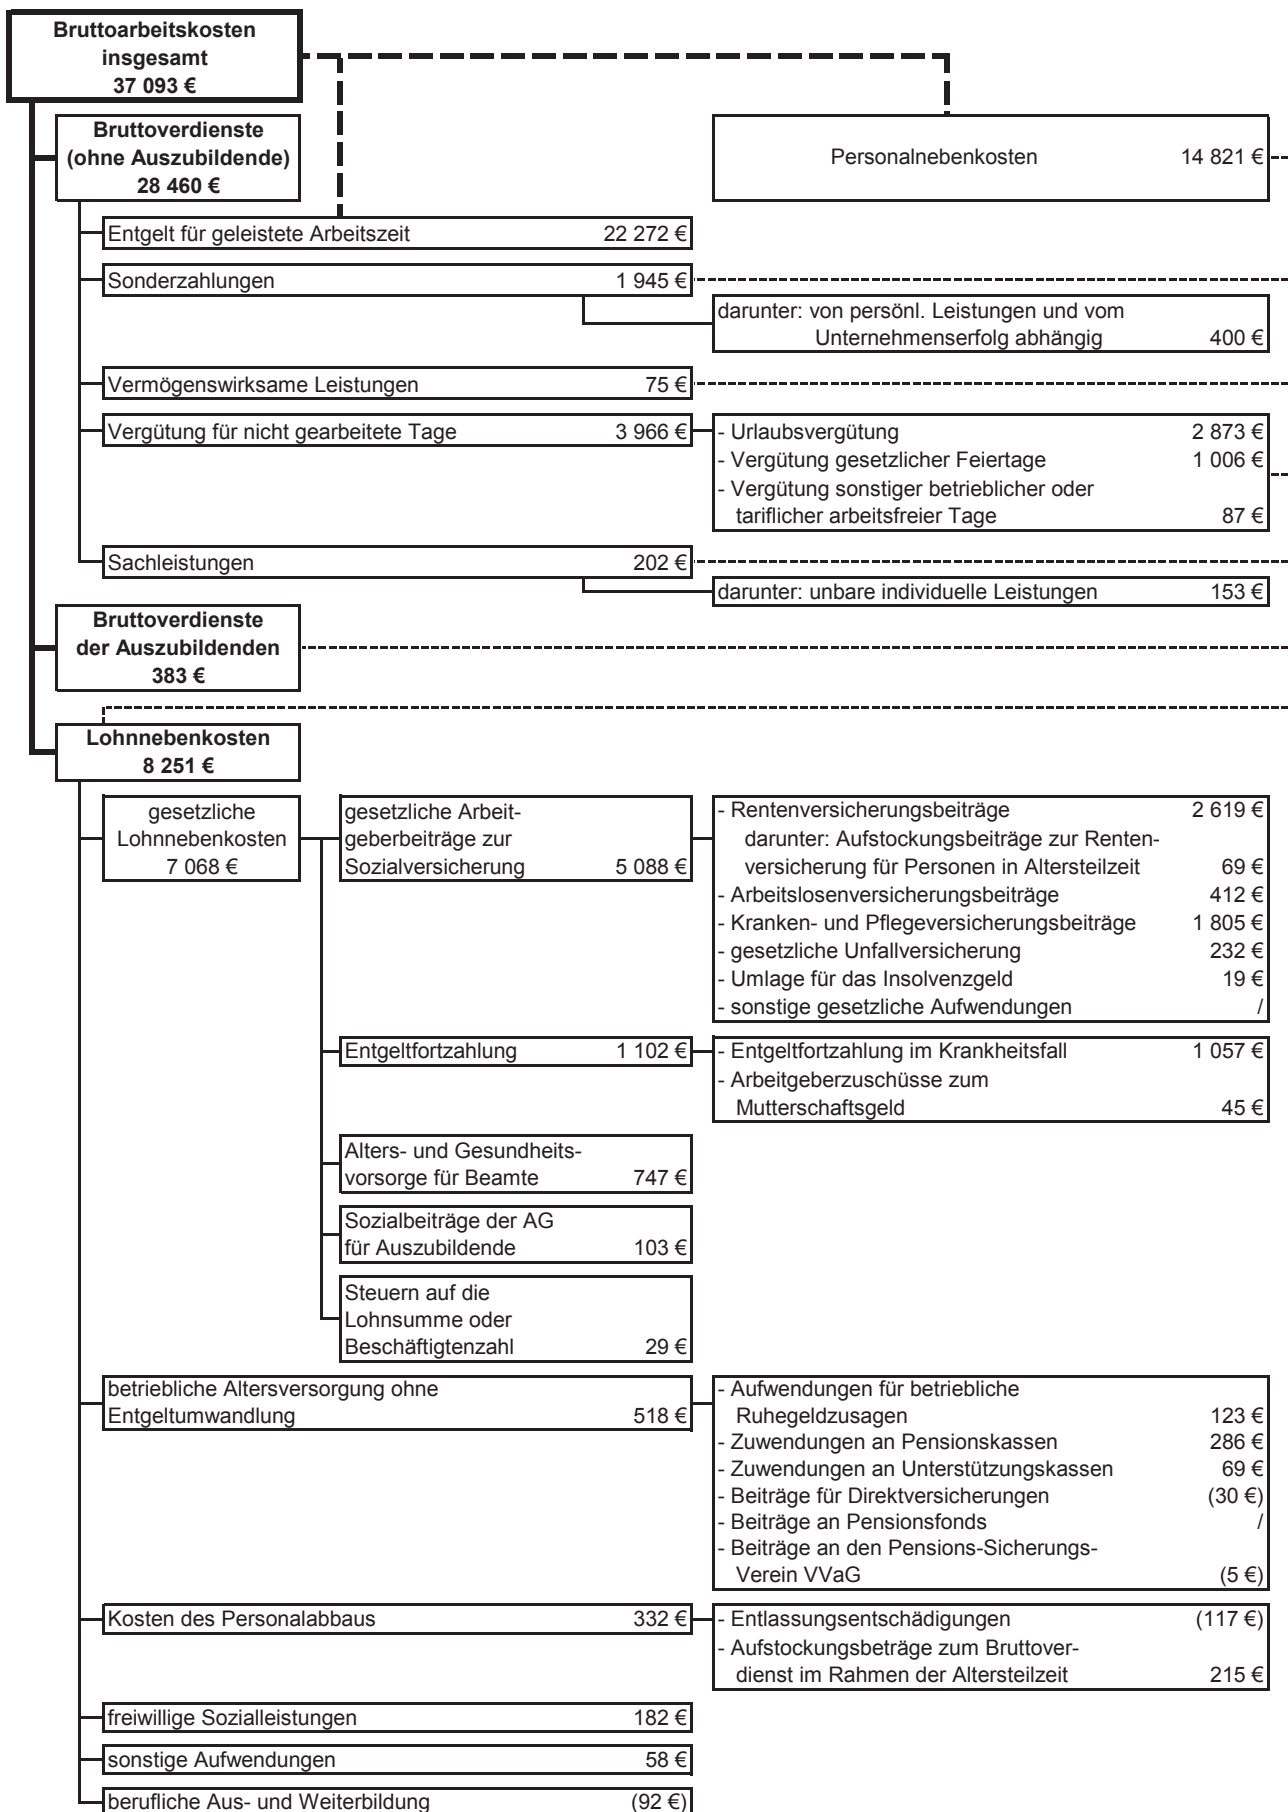 Bruttoarbeitskosten
insgesamt
37 093 €
Bruttoverdienste
(ohne Auszubildende)
28 460 €
Personalnebenkosten 14 821 €
Entgelt für geleistete Arbeitszeit 22 272 €
Sonderzahlungen 1 945 €
darunter: von persönl. Leistungen und vom
Unternehmenserfolg abhängig 400 €
Vermögenswirksame Leistungen 75 €
Vergütung für nicht gearbeitete Tage 3 966 €
- Urlaubsvergütung 2 873 €
- Vergütung gesetzlicher Feiertage 1 006 €
- Vergütung sonstiger betrieblicher oder
tariflicher arbeitsfreier Tage 87 €
Sachleistungen 202 €
darunter: unbare individuelle Leistungen 153 €
Bruttoverdienste
der Auszubildenden
383 €
Lohnnebenkosten
8 251 €
gesetzliche
Lohnnebenkosten
7 068 €
gesetzliche Arbeit-
geberbeiträge zur
Sozialversicherung 5 088 €
- Rentenversicherungsbeiträge 2 619 €
darunter: Aufstockungsbeiträge zur Renten-
versicherung für Personen in Altersteilzeit 69 €
- Arbeitslosenversicherungsbeiträge 412 €
- Kranken- und Pflegeversicherungsbeiträge 1 805 €
- gesetzliche Unfallversicherung 232 €
- Umlage für das Insolvenzgeld 19 €
- sonstige gesetzliche Aufwendungen /
Entgeltfortzahlung 1 102 €
- Entgeltfortzahlung im Krankheitsfall 1 057 €
- Arbeitgeberzuschüsse zum
Mutterschaftsgeld 45 €
Alters- und Gesundheits-
vorsorge für Beamte 747 €
Sozialbeiträge der AG
für Auszubildende 103 €
Steuern auf die
Lohnsumme oder
Beschäftigtenzahl 29 €
betriebliche Altersversorgung ohne
Entgeltumwandlung 518 €
- Aufwendungen für betriebliche
Ruhegeldzusagen 123 €
- Zuwendungen an Pensionskassen 286 €
- Zuwendungen an Unterstützungskassen 69 €
- Beiträge für Direktversicherungen (30 €)
- Beiträge an Pensionsfonds /
- Beiträge an den Pensions-Sicherungs-
Verein VVaG (5 €)
Kosten des Personalabbaus 332 €
- Entlassungsentschädigungen (117 €)
- Aufstockungsbeträge zum Bruttover-
dienst im Rahmen der Altersteilzeit 215 €
freiwillige Sozialleistungen 182 €
sonstige Aufwendungen 58 €
berufliche Aus- und Weiterbildung (92 €)